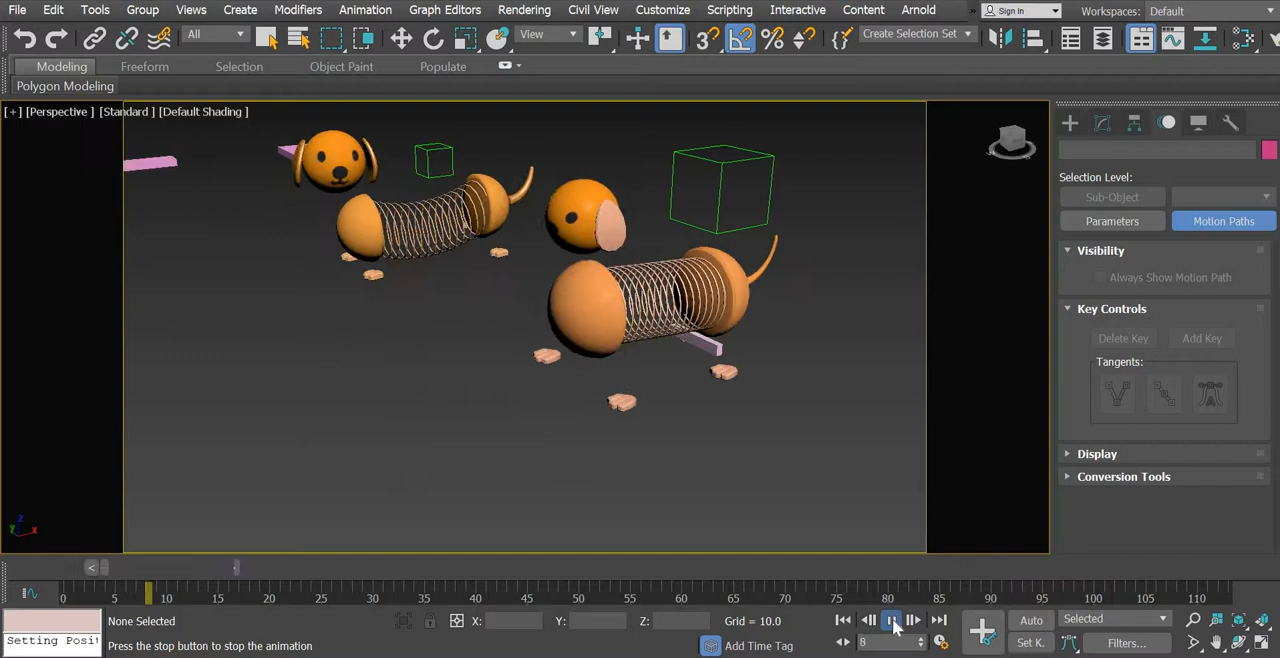 File Edit Tools Group Views Create Modifiers Animation Graph Editors Rendering Civil View Customize Scripting Interactive Content Arnold » Sign In Workspaces: Default
All View 3 Create Selection Set
Modeling Freeform Selection Object Paint Populate
Polygon Modeling
[+] [Perspective ] [Standard ] [Default Shading ]
Selection Level:
Sub-Object
Parameters Motion Paths
Visibility
Always Show Motion Path
Key Controls
Delete Key Add Key
Tangents:
Display
Conversion Tools
z
y x
<
0 5 10 15 20 25 30 35 40 45 50 55 60 65 70 75 80 85 90 95 100 105 110
None Selected X: Y: Z: Grid = 10.0 Auto Selected
Setting Posit Press the stop button to stop the animation Add Time Tag 8 Set K. Filters...